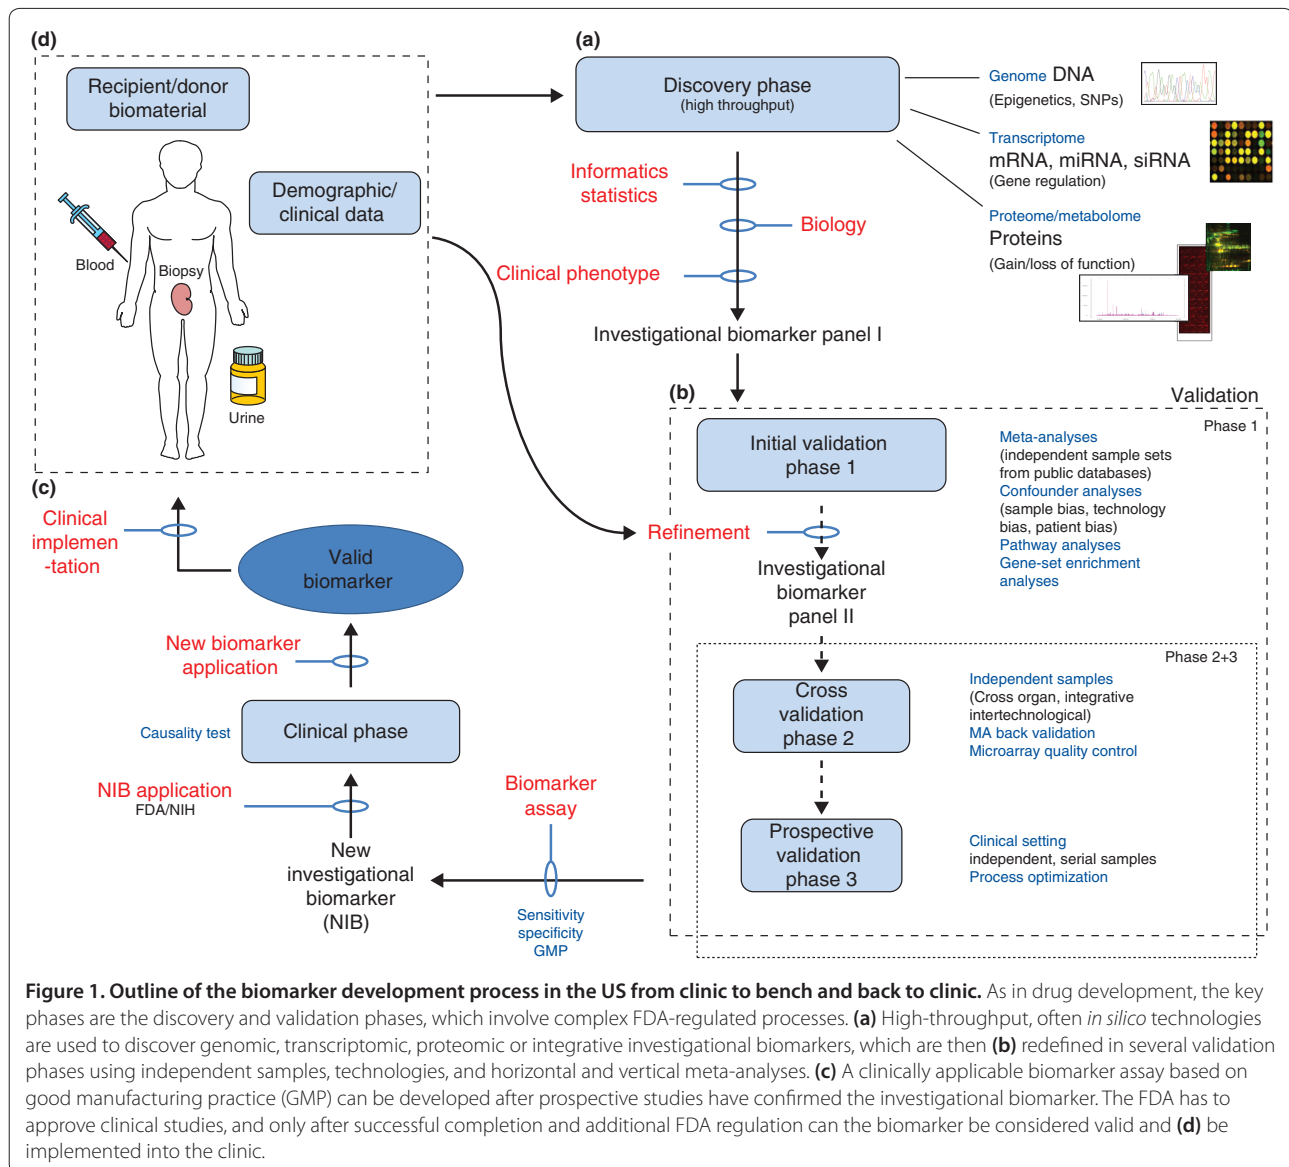 (d)
Recipient/donor
biomaterial
Demographic/
clinical data
Blood
Biopsy
Urine
(a)
Discovery phase
(high throughput)
Genome DNA
(Epigenetics, SNPs)
Transcriptome
mRNA, miRNA, siRNA
(Gene regulation)
Proteome/metabolome
Proteins
(Gain/loss of function)
Informatics
statistics
Biology
Clinical phenotype
Investigational biomarker panel I
(b)
Validation
Phase 1
Initial validation
phase 1
Meta-analyses
(independent sample sets
from public databases)
Confounder analyses
(sample bias, technology
bias, patient bias)
Pathway analyses
Gene-set enrichment
analyses
Refinement
Investigational
biomarker
panel II
Phase 2+3
Cross
validation
phase 2
Independent samples
(Cross organ, integrative
intertechnological)
MA back validation
Microarray quality control
Prospective
validation
phase 3
Clinical setting
independent, serial samples
Process optimization
(c)
Clinical
implemen
-tation
Valid
biomarker
New biomarker
application
Causality test
Clinical phase
NIB application
FDA/NIH
Biomarker
assay
New
investigational
biomarker
(NIB)
Sensitivity
specificity
GMP
Figure 1. Outline of the biomarker development process in the US from clinic to bench and back to clinic. As in drug development, the key
phases are the discovery and validation phases, which involve complex FDA-regulated processes. (a) High-throughput, often in silico technologies
are used to discover genomic, transcriptomic, proteomic or integrative investigational biomarkers, which are then (b) redefined in several validation
phases using independent samples, technologies, and horizontal and vertical meta-analyses. (c) A clinically applicable biomarker assay based on
good manufacturing practice (GMP) can be developed after prospective studies have confirmed the investigational biomarker. The FDA has to
approve clinical studies, and only after successful completion and additional FDA regulation can the biomarker be considered valid and (d) be
implemented into the clinic.